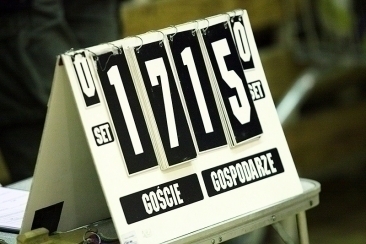 0 17 15 0
SET SET
GOŚCIE GOSPODARZE